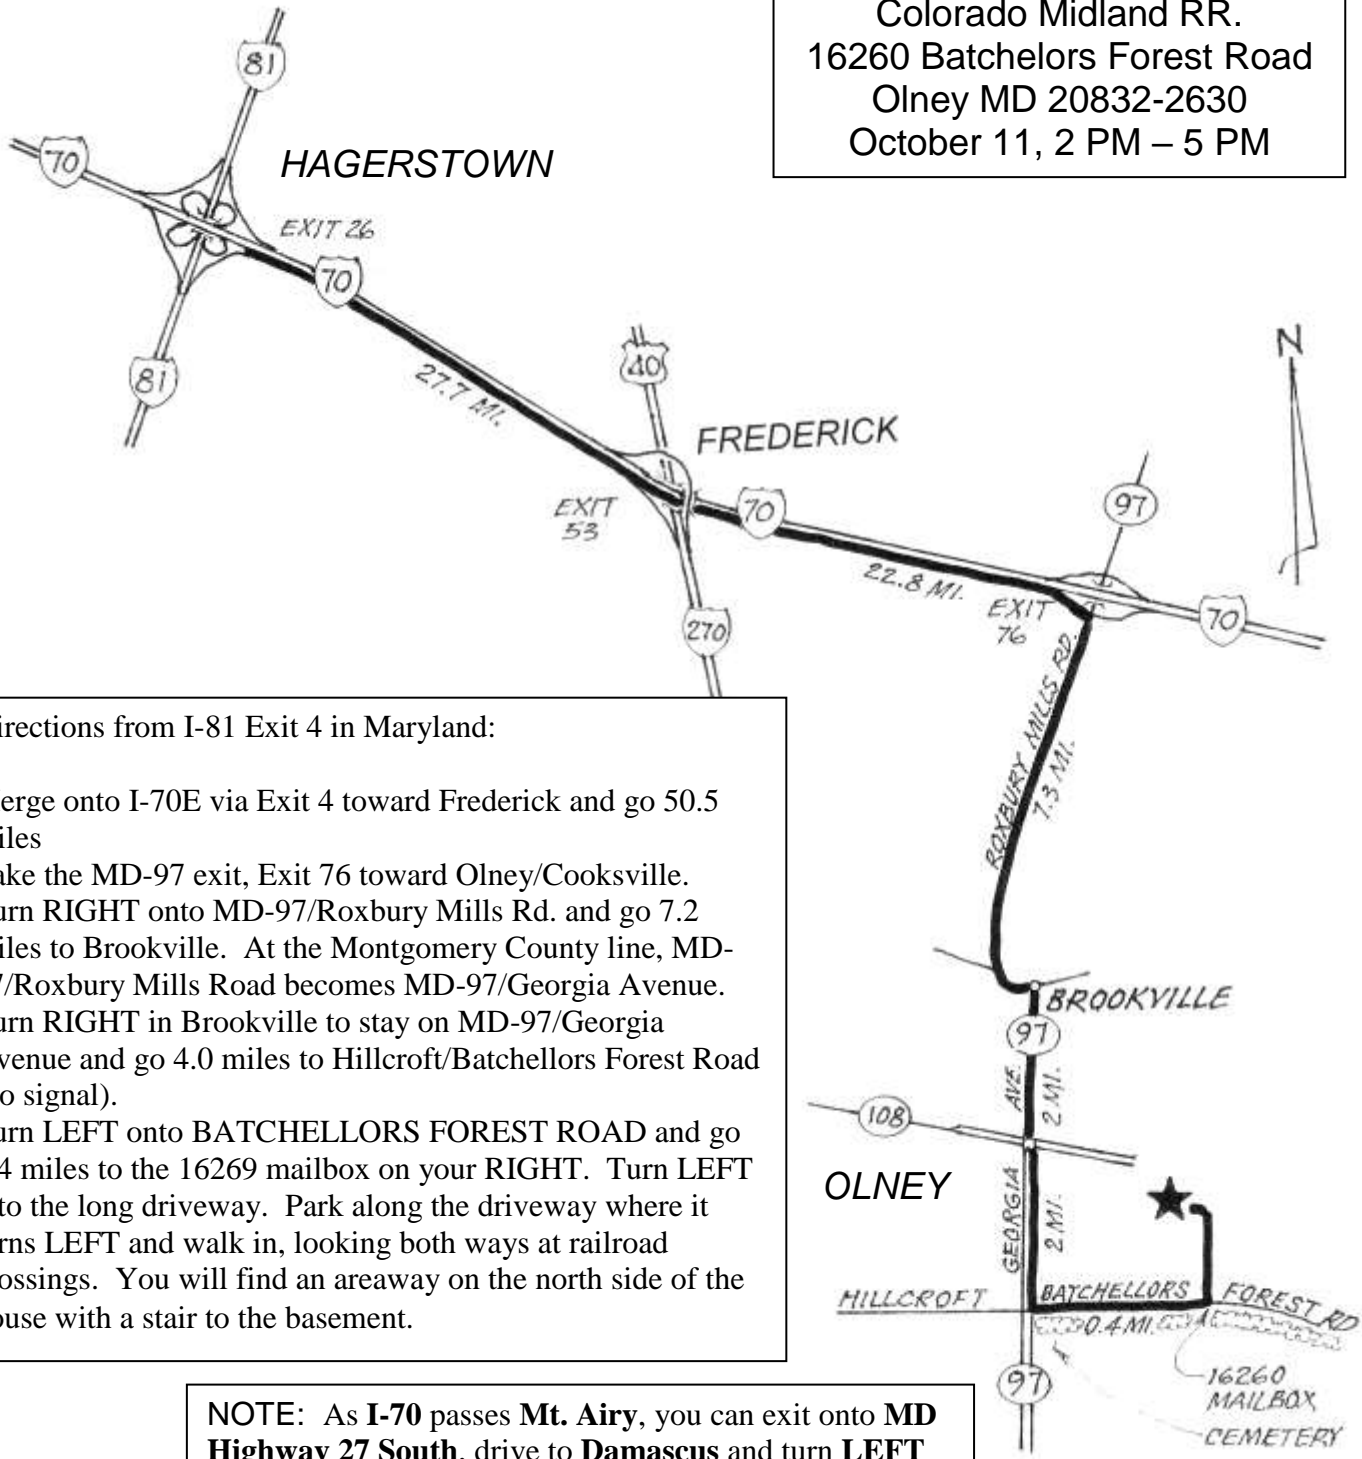 Colorado Midland RR.
16260 Batchelors Forest Road
Olney MD 20832-2630
October 11, 2 PM – 5 PM
81
70
HAGERSTOWN
EXIT 26
70
81
27.7 MI.
40
N
FREDERICK
EXIT
53
70
97
22.8 MI.
EXIT
76
70
270
ROXBURY MILLS RD.
7.3 MI.
irections from I-81 Exit 4 in Maryland:
erge onto I-70E via Exit 4 toward Frederick and go 50.5
iles
ake the MD-97 exit, Exit 76 toward Olney/Cooksville.
urn RIGHT onto MD-97/Roxbury Mills Rd. and go 7.2
iles to Brookville. At the Montgomery County line, MD-
7/Roxbury Mills Road becomes MD-97/Georgia Avenue.
urn RIGHT in Brookville to stay on MD-97/Georgia
venue and go 4.0 miles to Hillcroft/Batchellors Forest Road
o signal).
urn LEFT onto BATCHELLORS FOREST ROAD and go
4 miles to the 16269 mailbox on your RIGHT. Turn LEFT
to the long driveway. Park along the driveway where it
rns LEFT and walk in, looking both ways at railroad
ossings. You will find an areaway on the north side of the
ouse with a stair to the basement.
BROOKVILLE
97
AVE.
2 MI.
108
OLNEY
GEORGIA
2 MI.
HILLCROFT
BATCHELLORS FOREST RD
0.4 MI.
97
16260
MAILBOX
CEMETERY
NOTE: As I-70 passes Mt. Airy, you can exit onto MD
Highway 27 South, drive to Damascus and turn LEFT